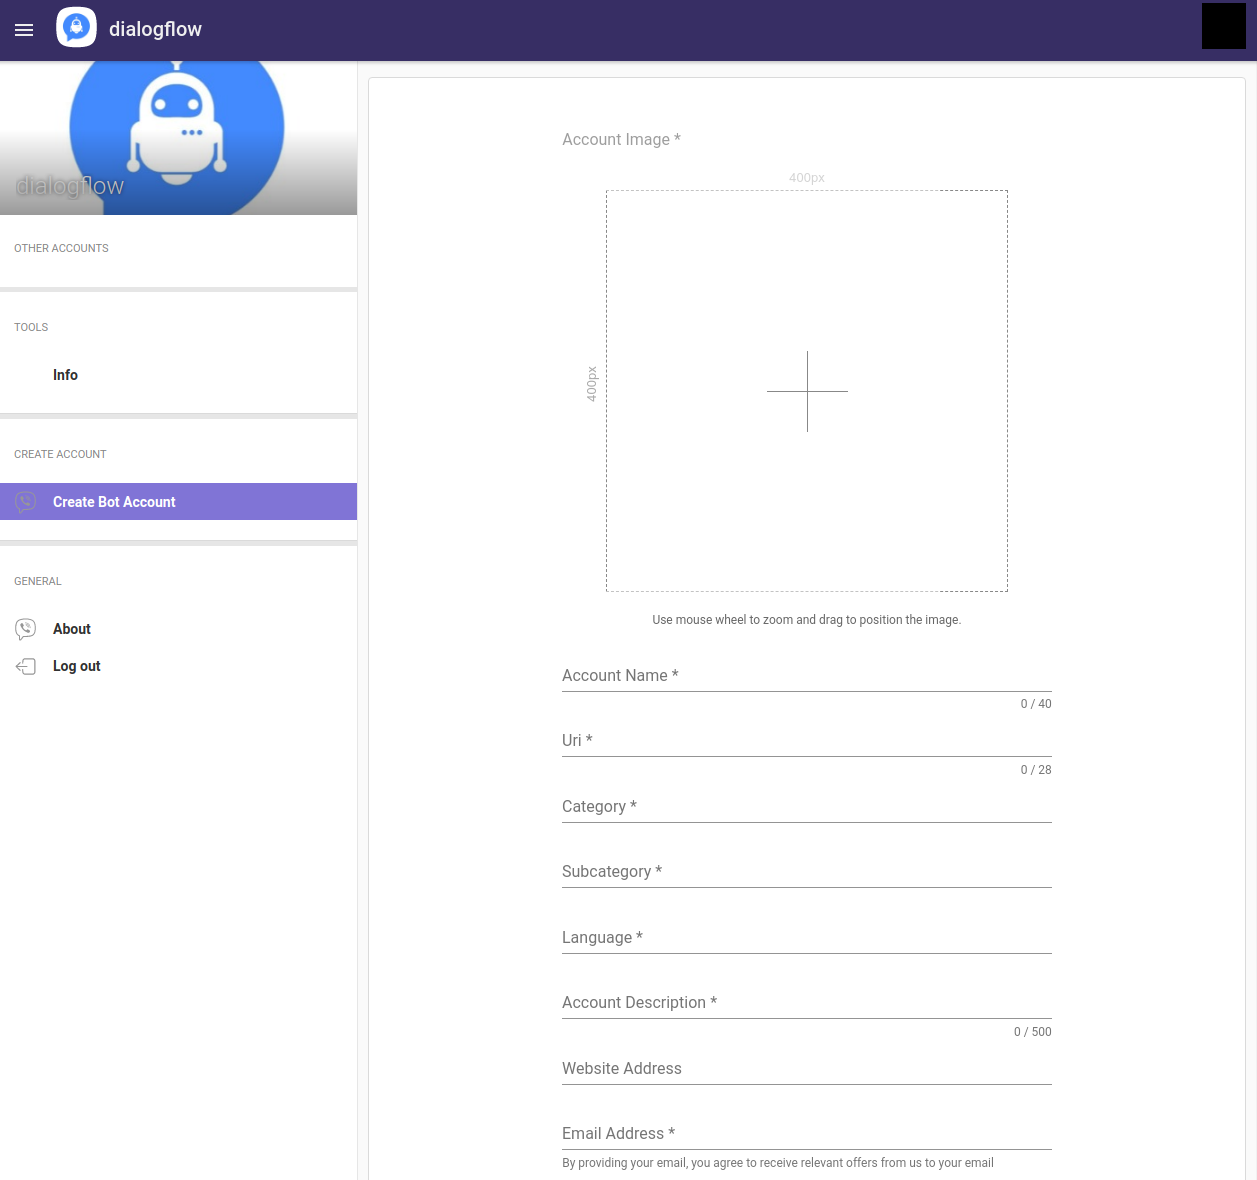 dialogflow
dialogflow
OTHER ACCOUNTS
TOOLS
Info
CREATE ACCOUNT
Create Bot Account
GENERAL
About
Log out
Account Image *
400px
400px
Use mouse wheel to zoom and drag to position the image.
Account Name *
0 / 40
Uri *
0 / 28
Category *
Subcategory *
Language *
Account Description *
0 / 500
Website Address
Email Address *
By providing your email, you agree to receive relevant offers from us to your email